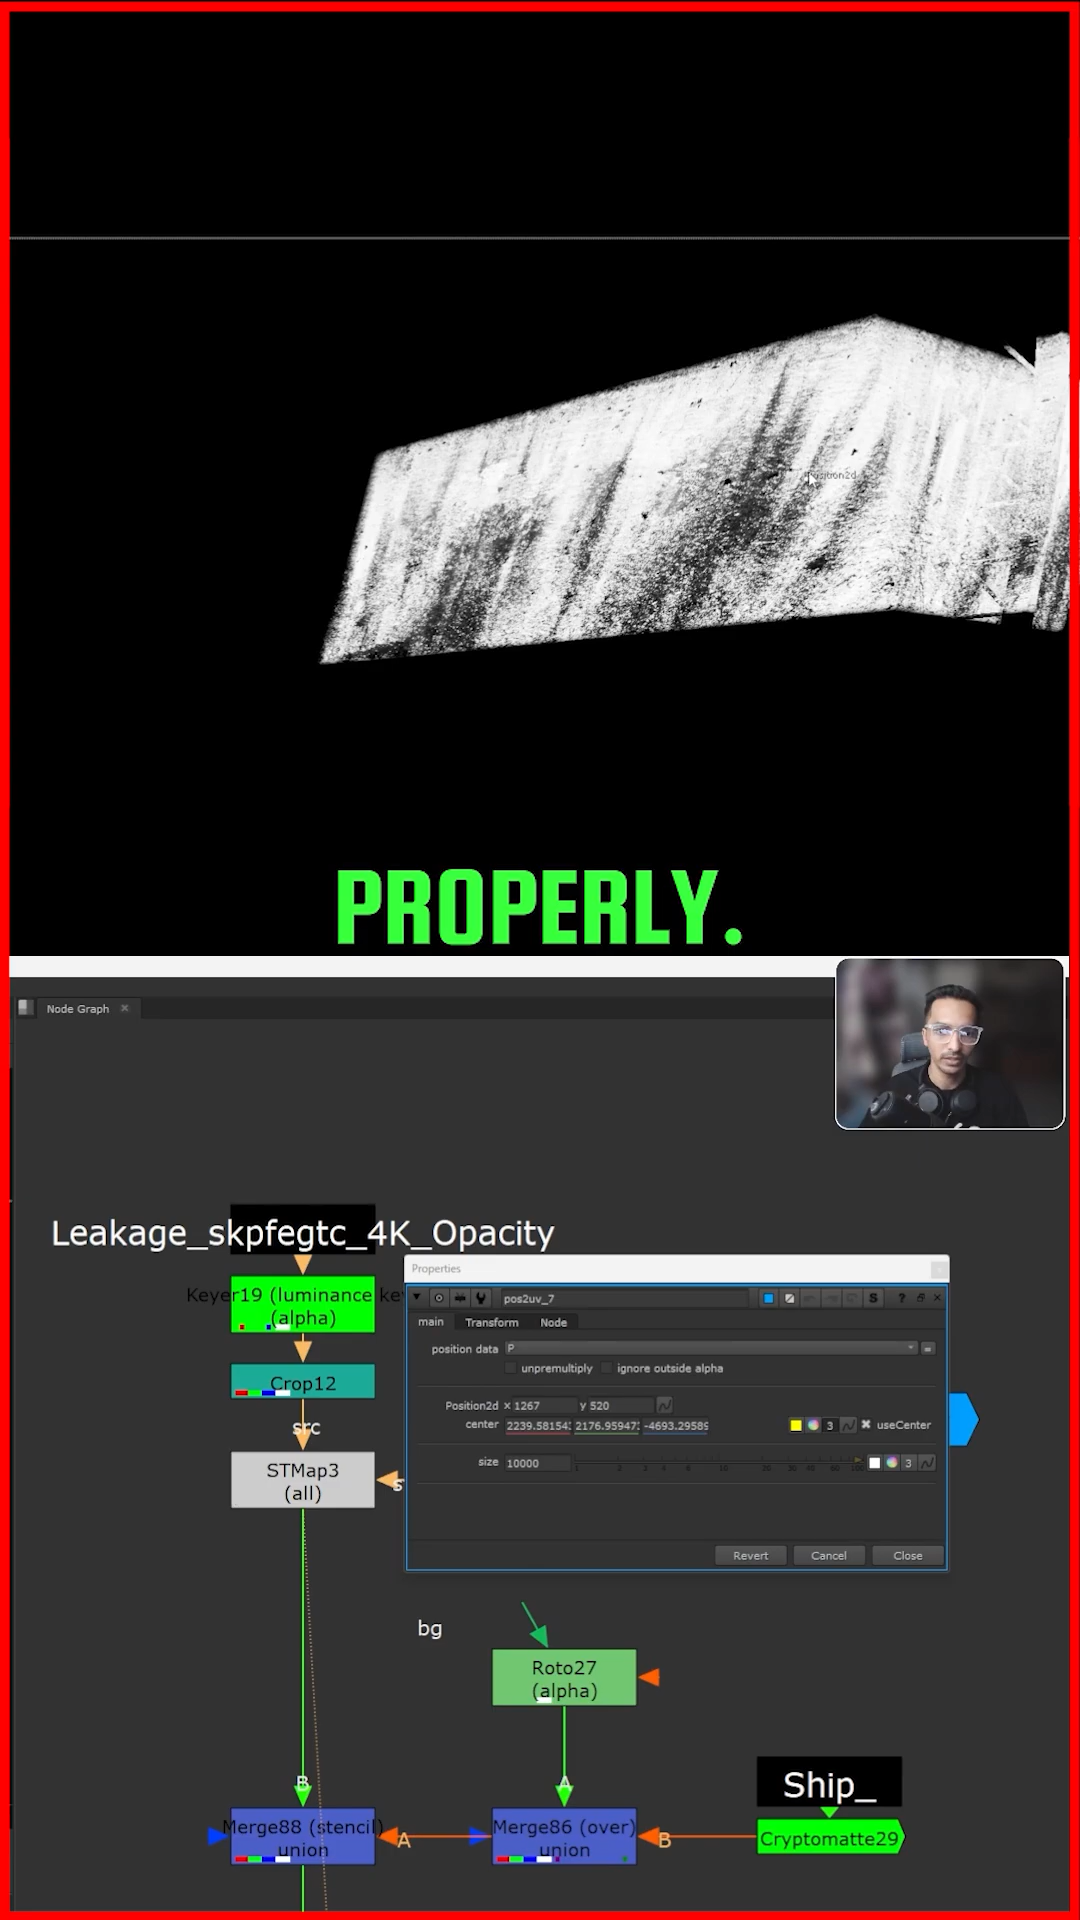 Position2d
PROPERLY.
Node Graph
Leakage_skpfegtc_4K_Opacity
Keyer19 (luminance key
(alpha)
Crop12
src
STMap3
(all)
s
Properties
pos2uv_7
S ?
main Transform Node
position data P
unpremultiply ignore outside alpha
Position2d x 1267 y 520
center 2239.58154 2176.95947 -4693.2958 3 useCenter
size 10000 3
Revert Cancel Close
bg
Roto27
(alpha)
B
A
Ship_
Merge88 (stencil)
union
A
Merge86 (over)
union
B
Cryptomatte29